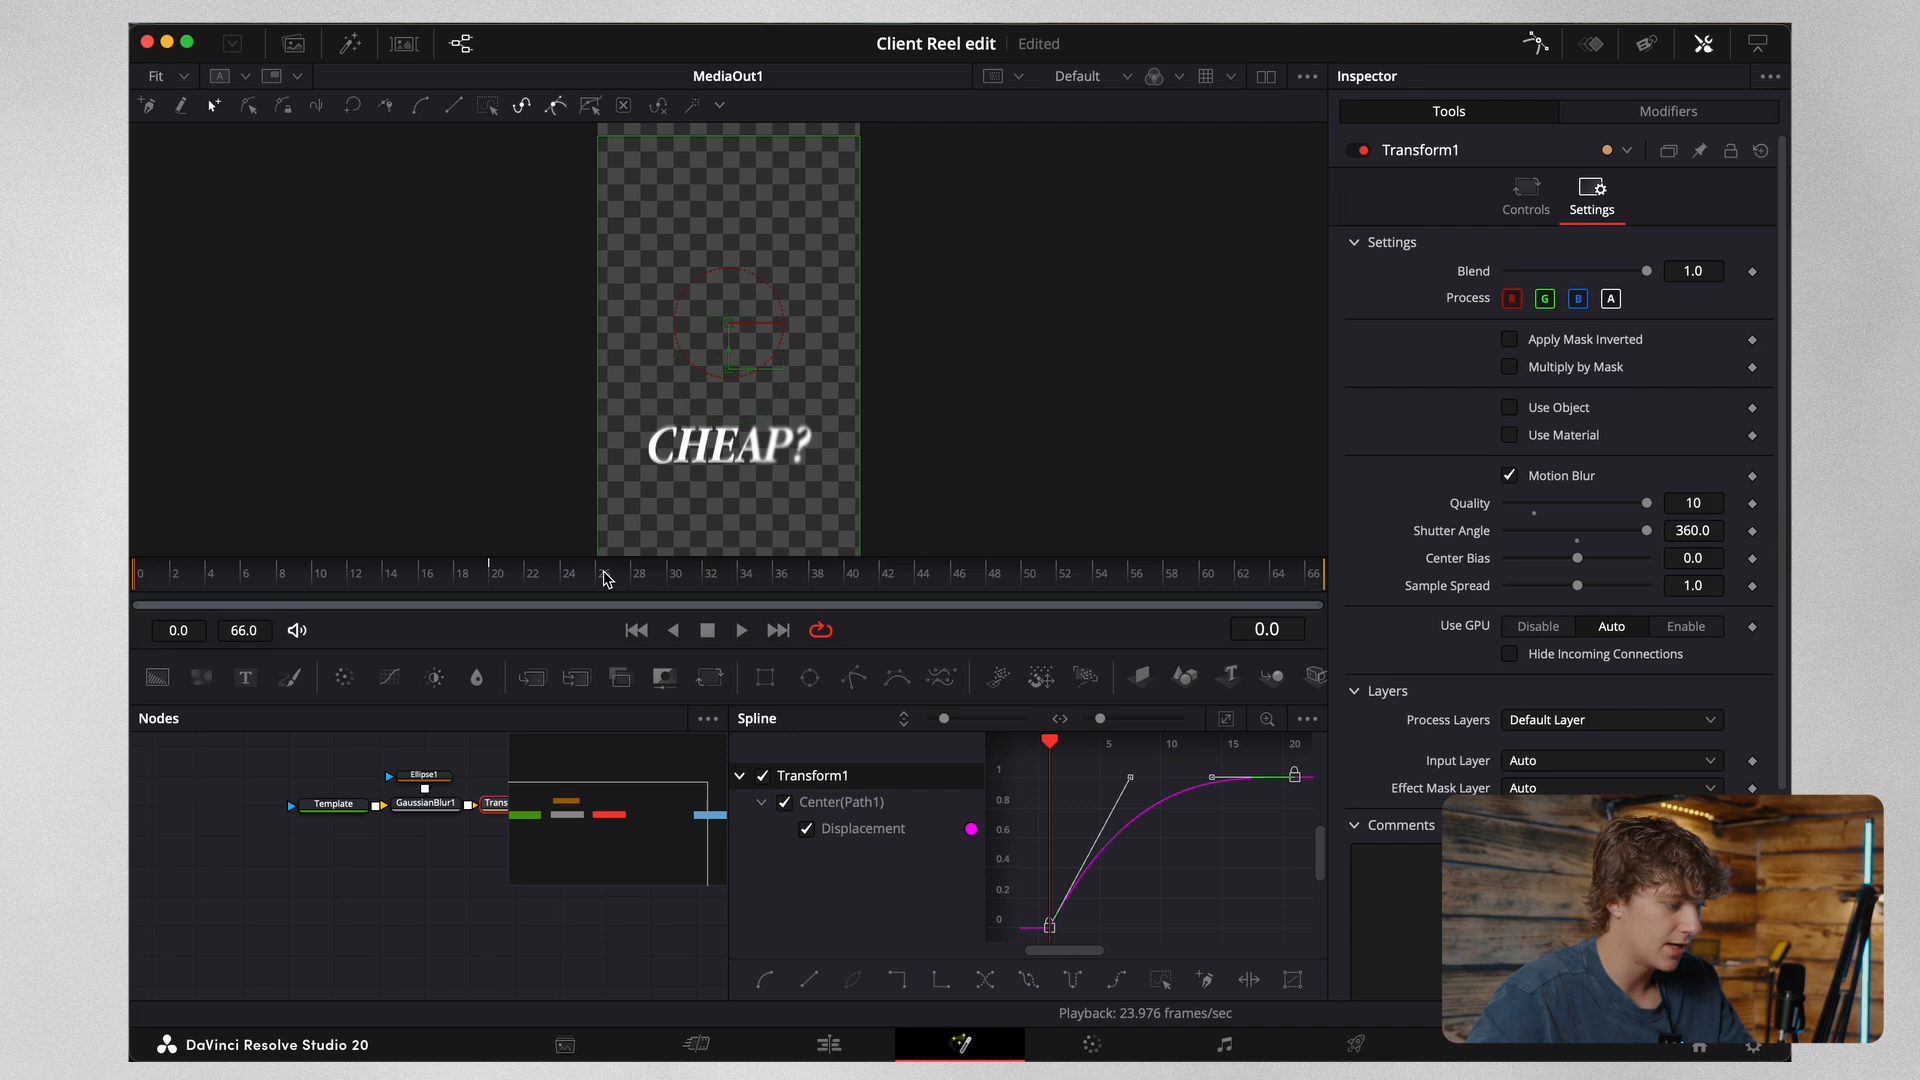 Client Reel edit
Edited
Fit
A
MediaOut1
Default
Inspector
Tools
Modifiers
Transform1
Controls
Settings
Settings
Blend
1.0
Process
R
G
B
A
Apply Mask Inverted
Multiply by Mask
Use Object
Use Material
CHEAP?
Motion Blur
Quality
10
Shutter Angle
360.0
Center Bias
0.0
Sample Spread
1.0
0 2 4 6 8 10 12 14 16 18 20 22 24 28 30 32 34 36 38 40 42 44 46 48 50 52 54 56 58 60 62 64 66
0.0
66.0
0.0
Use GPU
Disable
Auto
Enable
Hide Incoming Connections
T
T
Layers
Process Layers
Default Layer
Input Layer
Auto
Effect Mask Layer
Auto
Comments
Nodes
Ellipse1
Template
GaussianBlur1
Trans
Spline
Transform1
Center(Path1)
Displacement
5 10 15 20
1
0.8
0.6
0.4
0.2
0
Playback: 23.976 frames/sec
DaVinci Resolve Studio 20